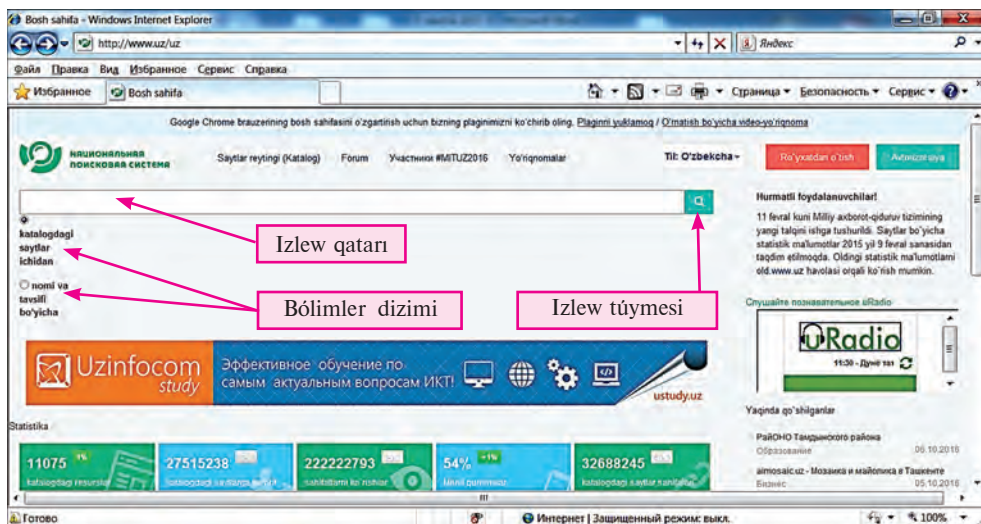 Bosh sahifa - Windows Internet Explorer
http://www.uz/uz
Яндекс
Файл Правка Вид Избранное Сервис Справка
Избранное Bosh sahifa Страница Безопасность Сервис
Google Chrome brauzerining bosh sahifasini o'zgartirish uchun bizning plaginimizni ko'chirib oling. Plaginni yuklamoq / O'rnatish bo'yicha video-yo'riqnoma
НАЦИОНАЛЬНАЯ
ПОИСКОВАЯ СИСТЕМА
Saytlar reytingi (Katalog) Forum Участники #MITUZ2016 Yo'riqnomalar Til: O'zbekcha Ro'yxatdan o'tish Avtorizatsiya
katalogdagi
saytlar
ichidan
nomi va
tavsifi
bo'yicha
Izlew qatarı
Bólimler dizimi
Izlew túymesi
Hurmatli foydalanuvchilar!
11 fevral kuni Milliy axborot-qidiruv tizimining
yangi talqini ishga tushurildi. Saytlar bo'yicha
statistik ma'lumotlar 2015 yil 9 fevral sanasidan
taqdim etilmoqda. Oldingi statistik ma'lumotlarni
old.www.uz havolasi orqali ko'rish mumkin.
Слушайте познавательное uRadio
uRadio
11:30 -
Uzinfocom
study
Эффективное обучение по
самым актуальным вопросам ИКТ!
ustudy.uz
Yaqinda qo'shilganlar
РайОНО Тамдынского района
Образование 06.10.2016
aimosaic.uz - Мозаика и майолика в Ташкенте
Бизнес 05.10.2016
Statistika
11075
katalogdagi resurslar
27515238
222222793
54%
32688245
Готово Интернет | Защищенный режим: выкл. 100%